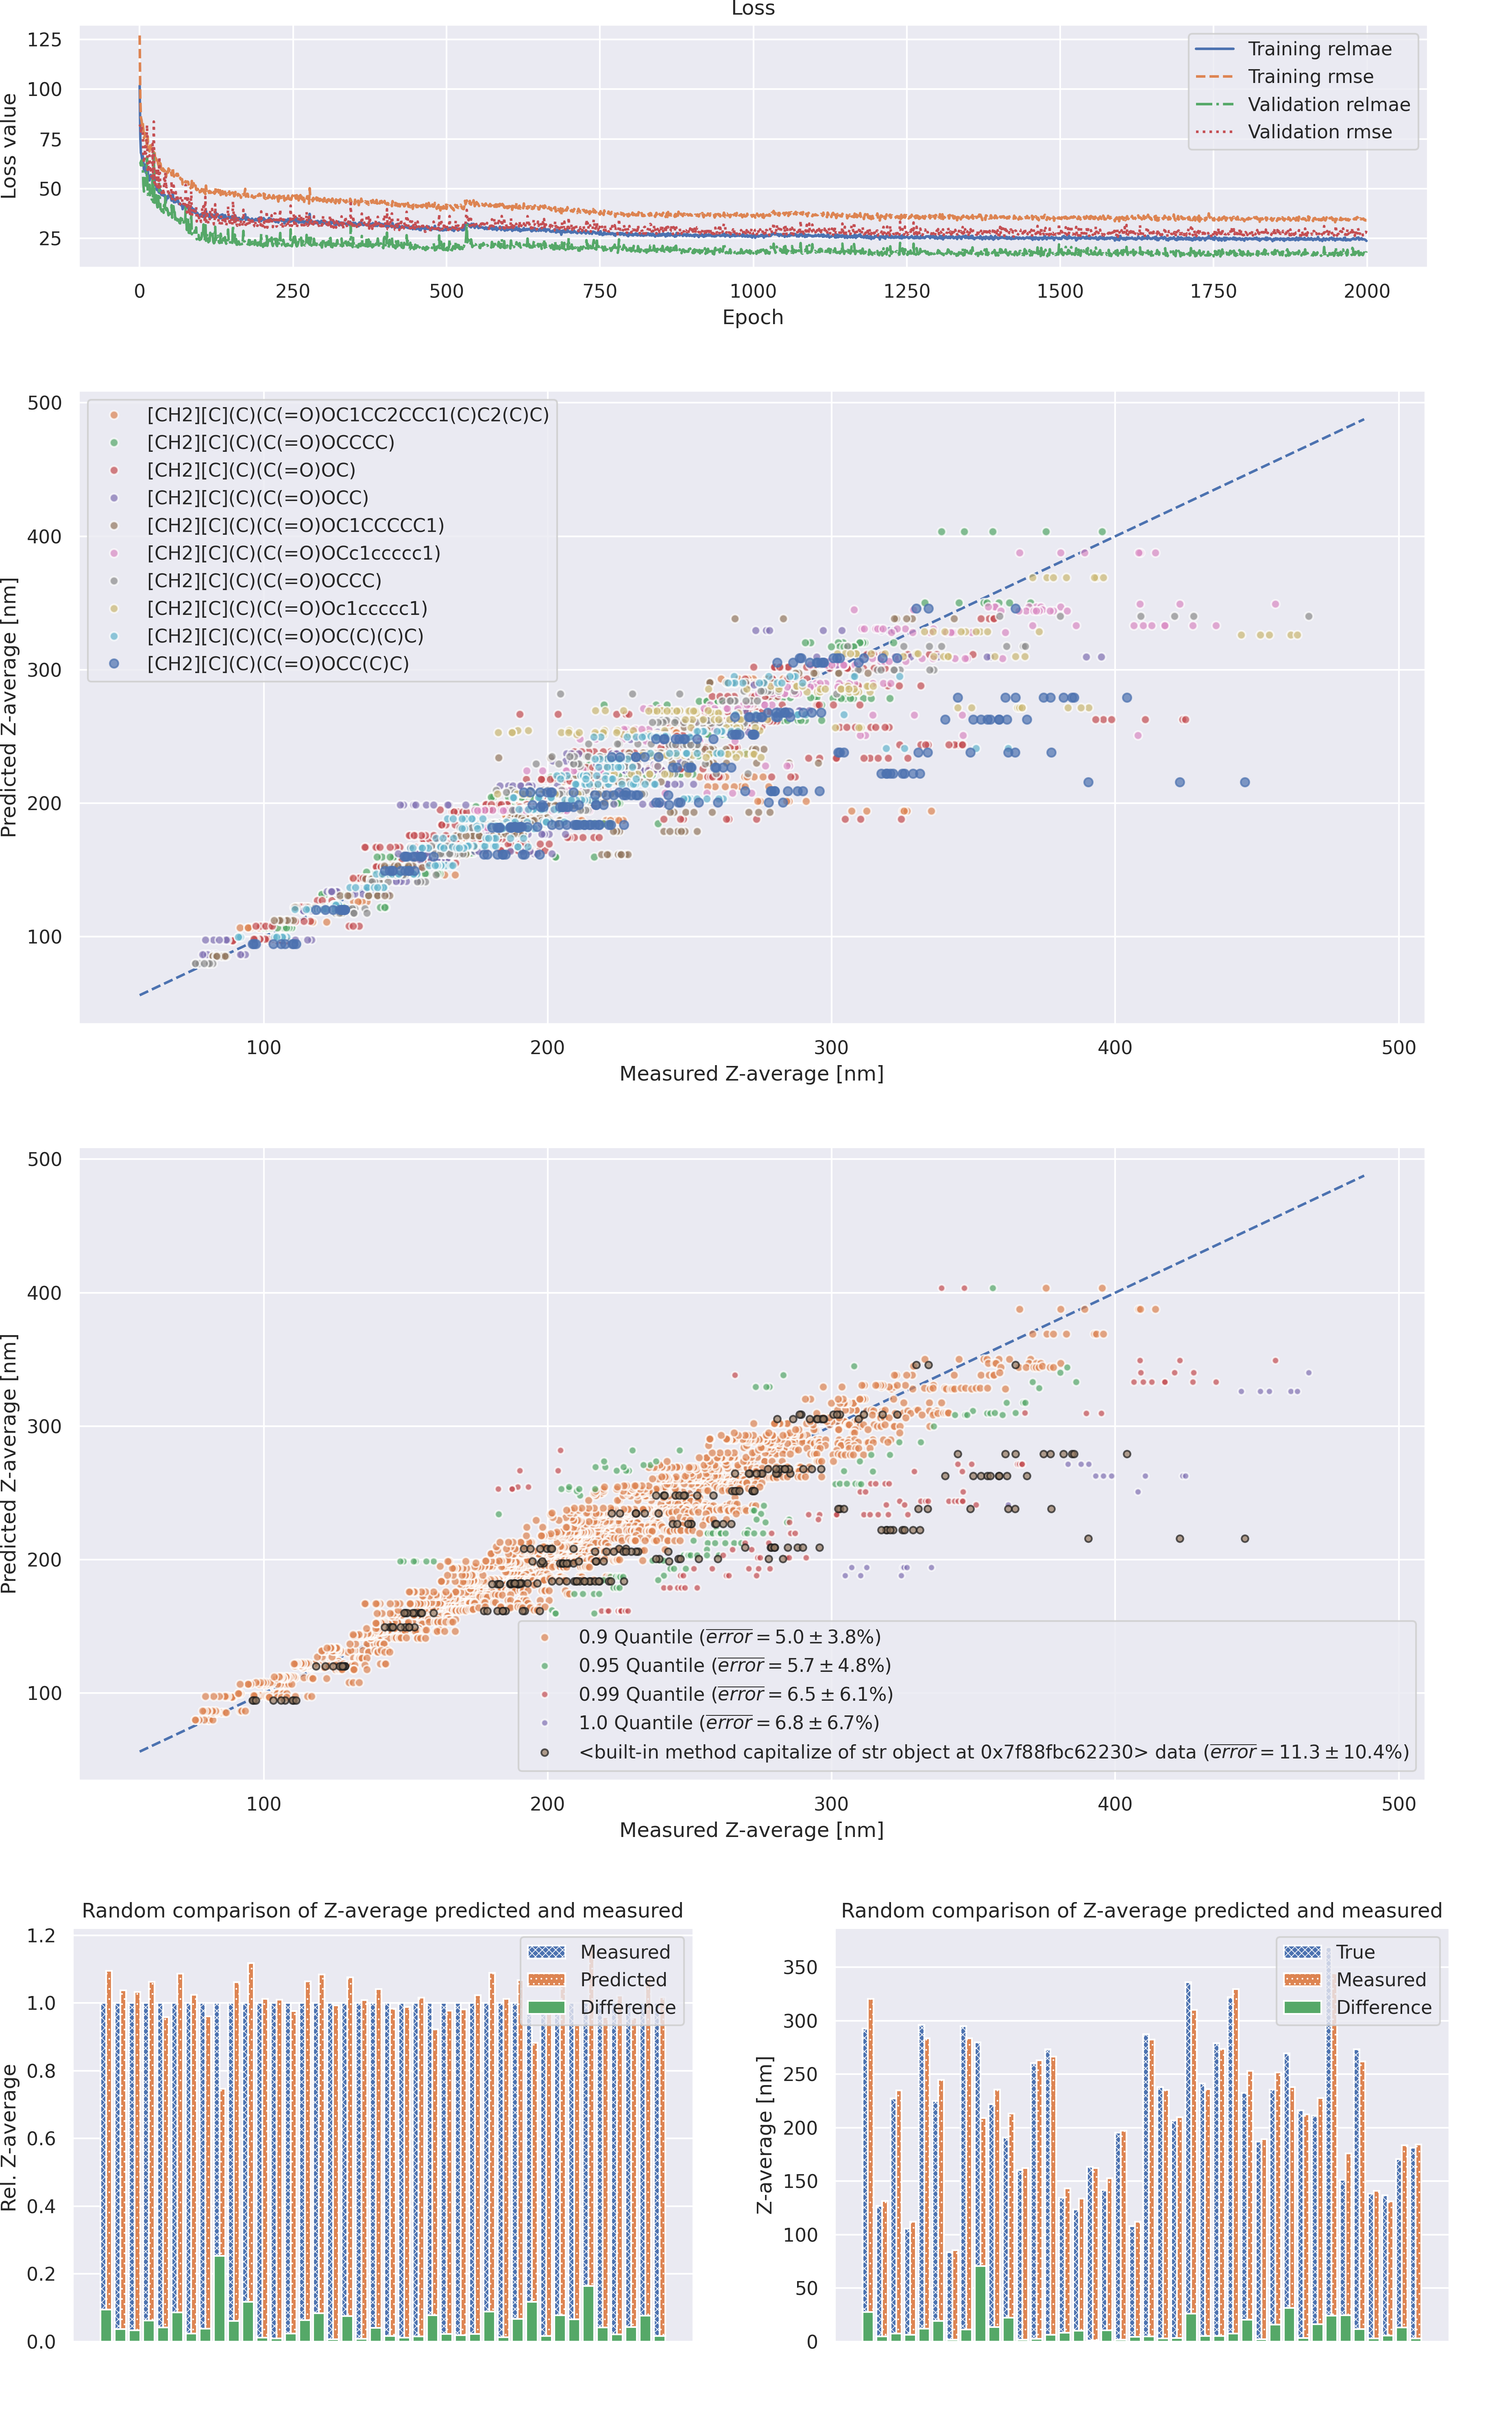 Loss
125
100
75
50
25
Loss value
Training relmae
Training rmse
Validation relmae
Validation rmse
0 250 500 750 1000 1250 1500 1750 2000
Epoch
500
400
300
200
100
Predicted Z-average [nm]
[CH2][C](C)(C(=O)OC1CC2CCC1(C)C2(C)C)
[CH2][C](C)(C(=O)OCCCC)
[CH2][C](C)(C(=O)OC)
[CH2][C](C)(C(=O)OCC)
[CH2][C](C)(C(=O)OC1CCCCC1)
[CH2][C](C)(C(=O)OCc1ccccc1)
[CH2][C](C)(C(=O)OCCC)
[CH2][C](C)(C(=O)Oc1ccccc1)
[CH2][C](C)(C(=O)OC(C)(C)C)
[CH2][C](C)(C(=O)OCC(C)C)
100 200 300 400 500
Measured Z-average [nm]
500
400
300
200
100
Predicted Z-average [nm]
0.9 Quantile (error = 5.0 ± 3.8%)
0.95 Quantile (error = 5.7 ± 4.8%)
0.99 Quantile (error = 6.5 ± 6.1%)
1.0 Quantile (error = 6.8 ± 6.7%)
<built-in method capitalize of str object at 0x7f88fbc62230> data (error = 11.3 ± 10.4%)
100 200 300 400 500
Measured Z-average [nm]
Random comparison of Z-average predicted and measured
1.2
1.0
0.8
0.6
0.4
0.2
0.0
Rel. Z-average
Measured
Predicted
Difference
Random comparison of Z-average predicted and measured
350
300
250
200
150
100
50
0
Z-average [nm]
True
Measured
Difference